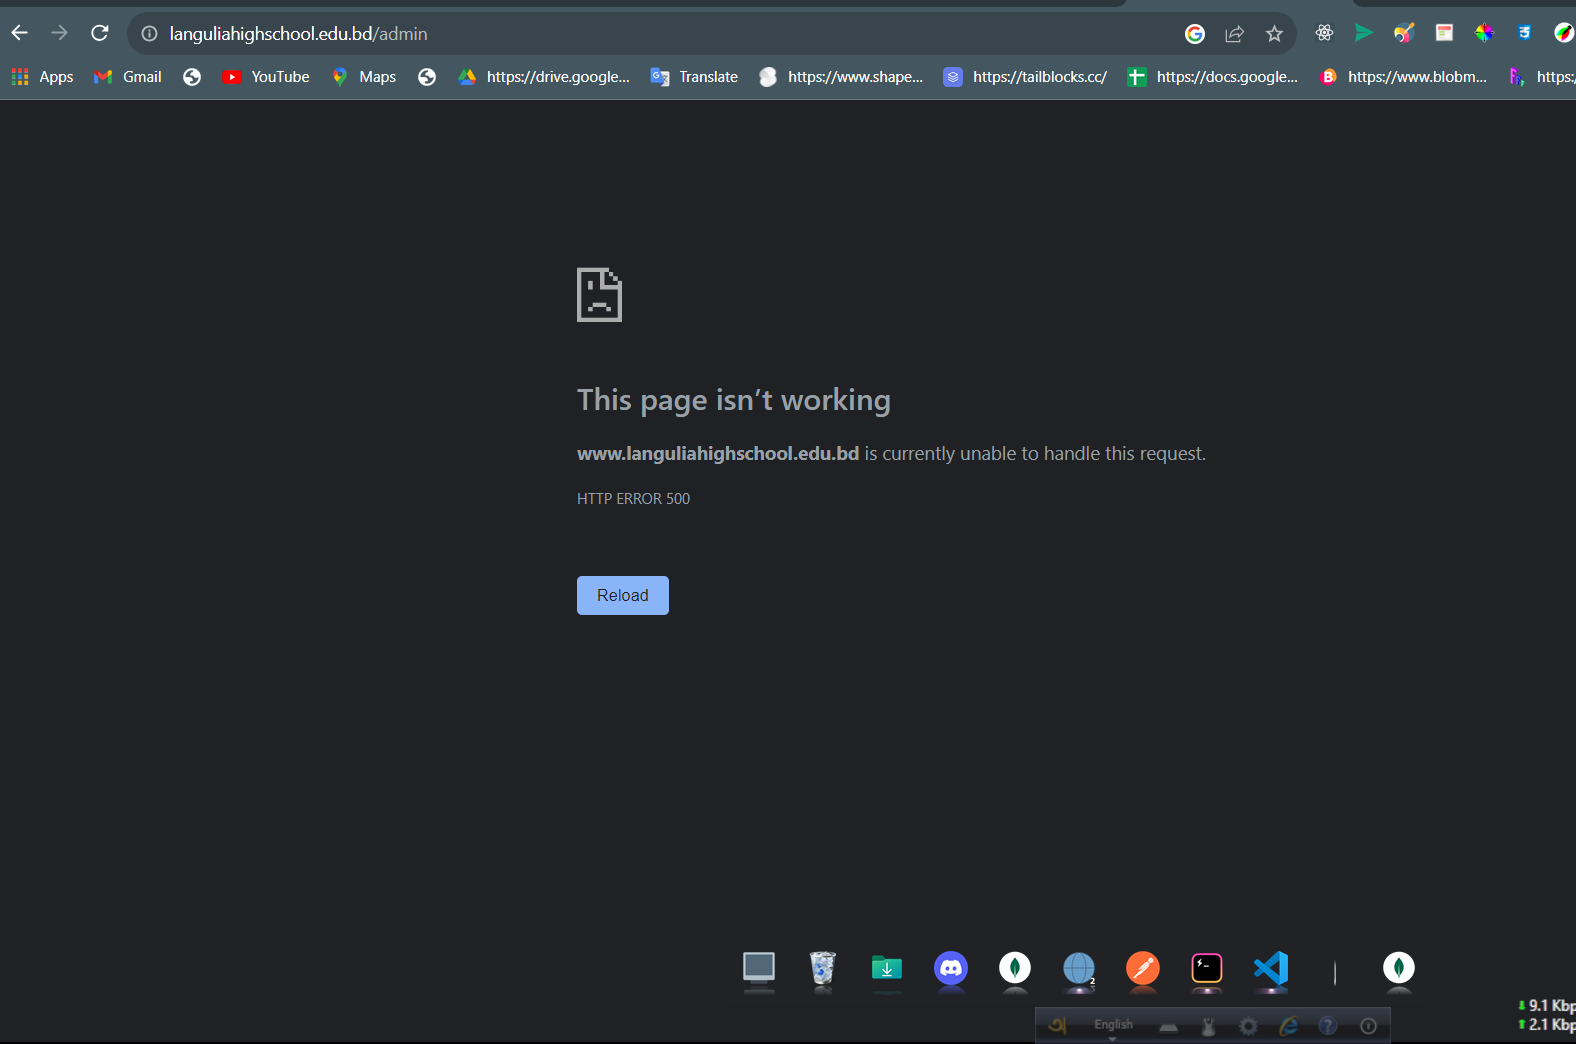 languliahighschool.edu.bd/admin
Apps Gmail YouTube Maps https://drive.google... Translate https://www.shape... https://tailblocks.cc/ https://docs.google... https://www.blobm... https:/
This page isn’t working
www.languliahighschool.edu.bd is currently unable to handle this request.
HTTP ERROR 500
Reload
2
English
9.1 Kbp
2.1 Kbp